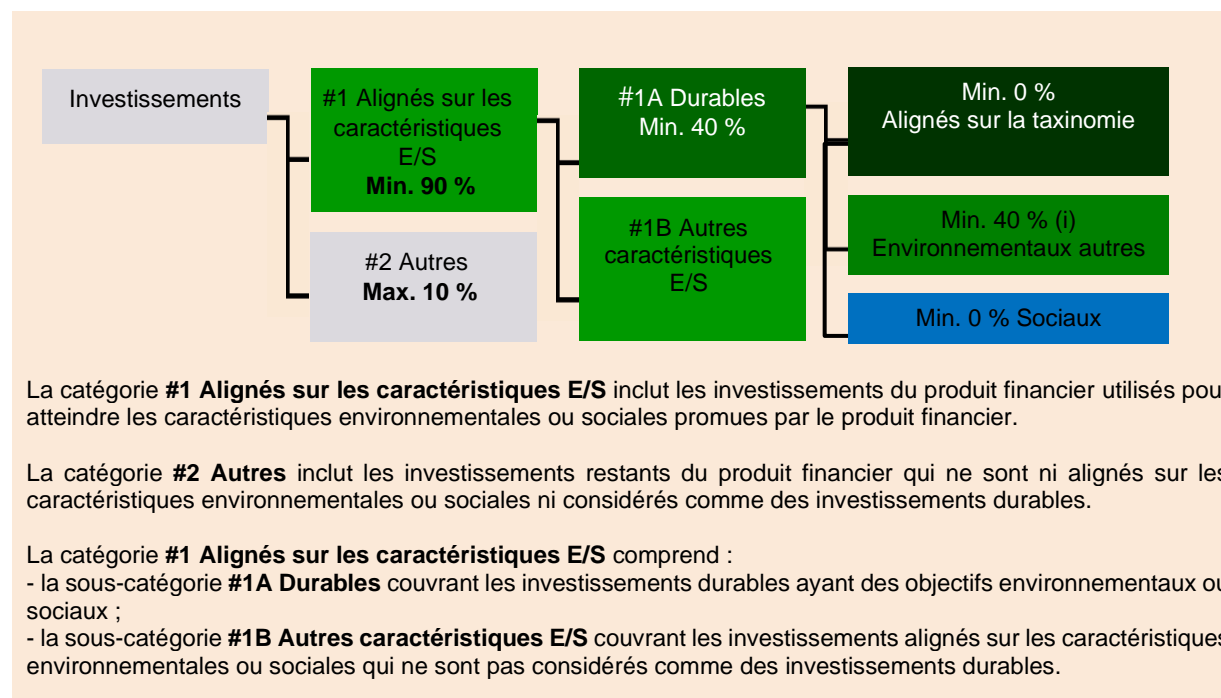 Investissements
#1 Alignés sur les
caractéristiques
E/S
Min. 90 %
#2 Autres
Max. 10 %
#1A Durables
Min. 40 %
#1B Autres
caractéristiques
E/S
Min. 0 %
Alignés sur la taxinomie
Min. 40 % (i)
Environnementaux autres
Min. 0 % Sociaux
La catégorie #1 Alignés sur les caractéristiques E/S inclut les investissements du produit financier utilisés pou
atteindre les caractéristiques environnementales ou sociales promues par le produit financier.
La catégorie #2 Autres inclut les investissements restants du produit financier qui ne sont ni alignés sur les
caractéristiques environnementales ou sociales ni considérés comme des investissements durables.
La catégorie #1 Alignés sur les caractéristiques E/S comprend :
- la sous-catégorie #1A Durables couvrant les investissements durables ayant des objectifs environnementaux ou
sociaux ;
- la sous-catégorie #1B Autres caractéristiques E/S couvrant les investissements alignés sur les caractéristiques
environnementales ou sociales qui ne sont pas considérés comme des investissements durables.